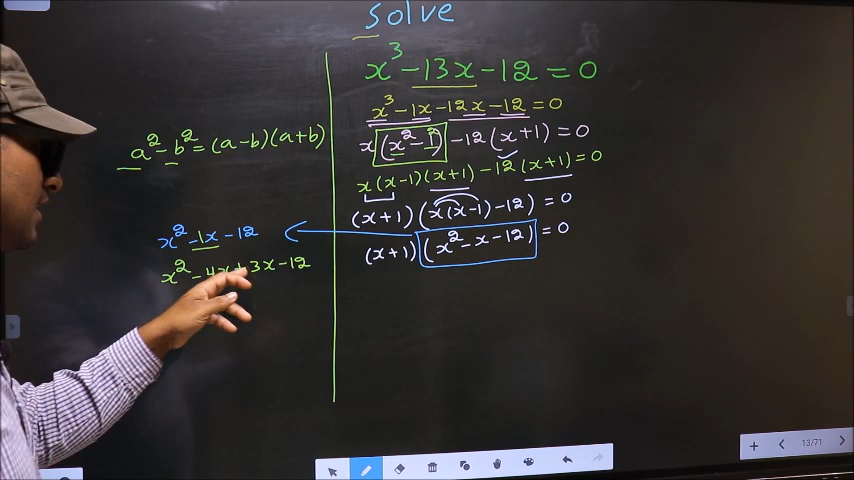 Solve
x³ - 13x - 12 = 0
x³ - 1x - 12x - 12 = 0
x (x² - 1²) - 12 (x + 1) = 0
x (x - 1) (x + 1) - 12 (x + 1) = 0
(x + 1) (x (x - 1) - 12) = 0
(x + 1) (x² - x - 12) = 0
a² - b² = (a - b) (a + b)
x² - 1x - 12
x² - 4x + 3x - 12
13/71